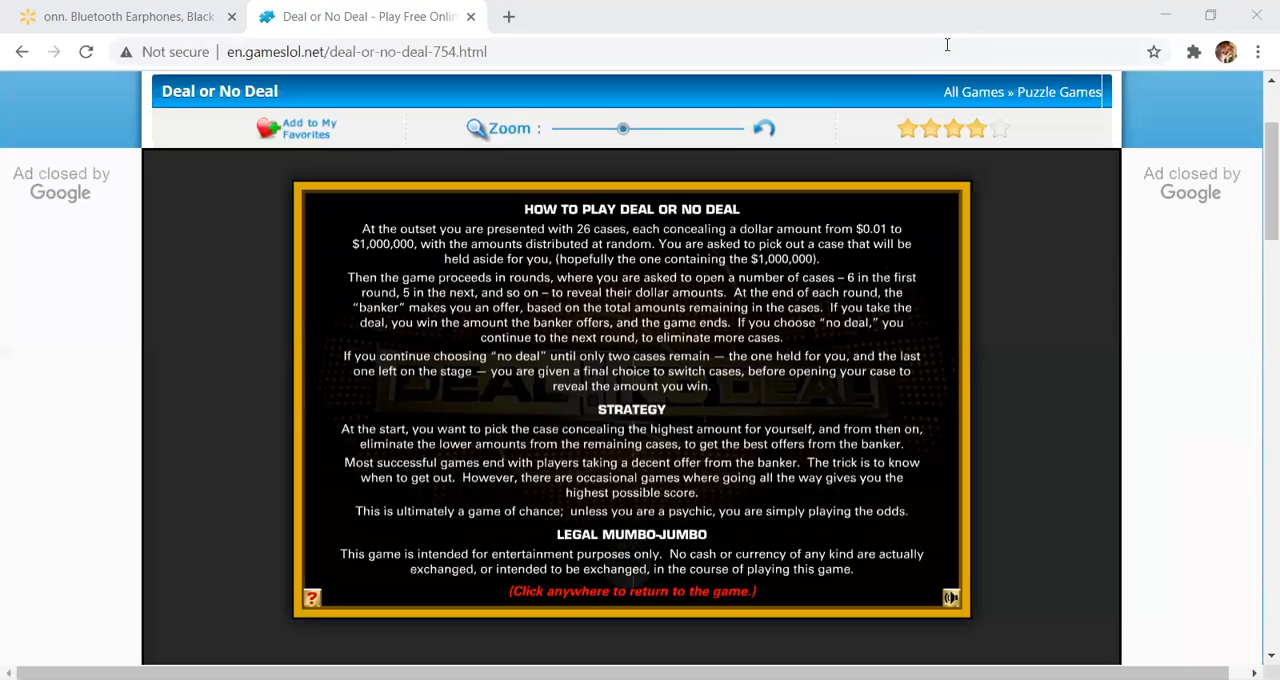 onn. Bluetooth Earphones, Black
Deal or No Deal - Play Free Onlin
Not secure
en.gameslol.net/deal-or-no-deal-754.html
Deal or No Deal
All Games » Puzzle Games
Add to My
Favorites
Zoom :
Ad closed by
Google
Ad closed by
Google
HOW TO PLAY DEAL OR NO DEAL
At the outset you are presented with 26 cases, each concealing a dollar amount from $0.01 to
$1,000,000, with the amounts distributed at random. You are asked to pick out a case that will be
held aside for you, (hopefully the one containing the $1,000,000).
Then the game proceeds in rounds, where you are asked to open a number of cases – 6 in the first
round, 5 in the next, and so on – to reveal their dollar amounts. At the end of each round, the
“banker” makes you an offer, based on the total amounts remaining in the cases. If you take the
deal, you win the amount the banker offers, and the game ends. If you choose “no deal,” you
continue to the next round, to eliminate more cases.
If you continue choosing “no deal” until only two cases remain — the one held for you, and the last
one left on the stage — you are given a final choice to switch cases, before opening your case to
reveal the amount you win.
STRATEGY
At the start, you want to pick the case concealing the highest amount for yourself, and from then on,
eliminate the lower amounts from the remaining cases, to get the best offers from the banker.
Most successful games end with players taking a decent offer from the banker. The trick is to know
when to get out. However, there are occasional games where going all the way gives you the
highest possible score.
This is ultimately a game of chance; unless you are a psychic, you are simply playing the odds.
LEGAL MUMBO-JUMBO
This game is intended for entertainment purposes only. No cash or currency of any kind are actually
exchanged, or intended to be exchanged, in the course of playing this game.
(Click anywhere to return to the game.)
?